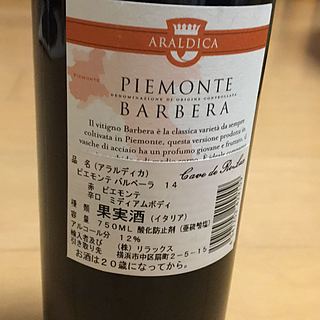 ARALDICA
PIEMONTE
PIEMONTE
DENOMINAZIONE DI ORIGINE CONTROLLATA
BARBERA
Il vitigno Barbera è la classica varietà da sempre
coltivata in Piemonte, questa versione prodotta in
vasche di acciaio ha un profumo giovane e fruttato,
品名(アラルディカ)
ピエモンテ バルベーラ 14
赤 ピエモンテ
辛口 ミディアムボディ
種類 果実酒 (イタリア)
容量 750ML 酸化防止剤(亜硫酸塩)
アルコール分 12%
輸入者及び (株) リラックス
引き取り先 横浜市中区扇町2-5-15
お酒は20歳になってから。